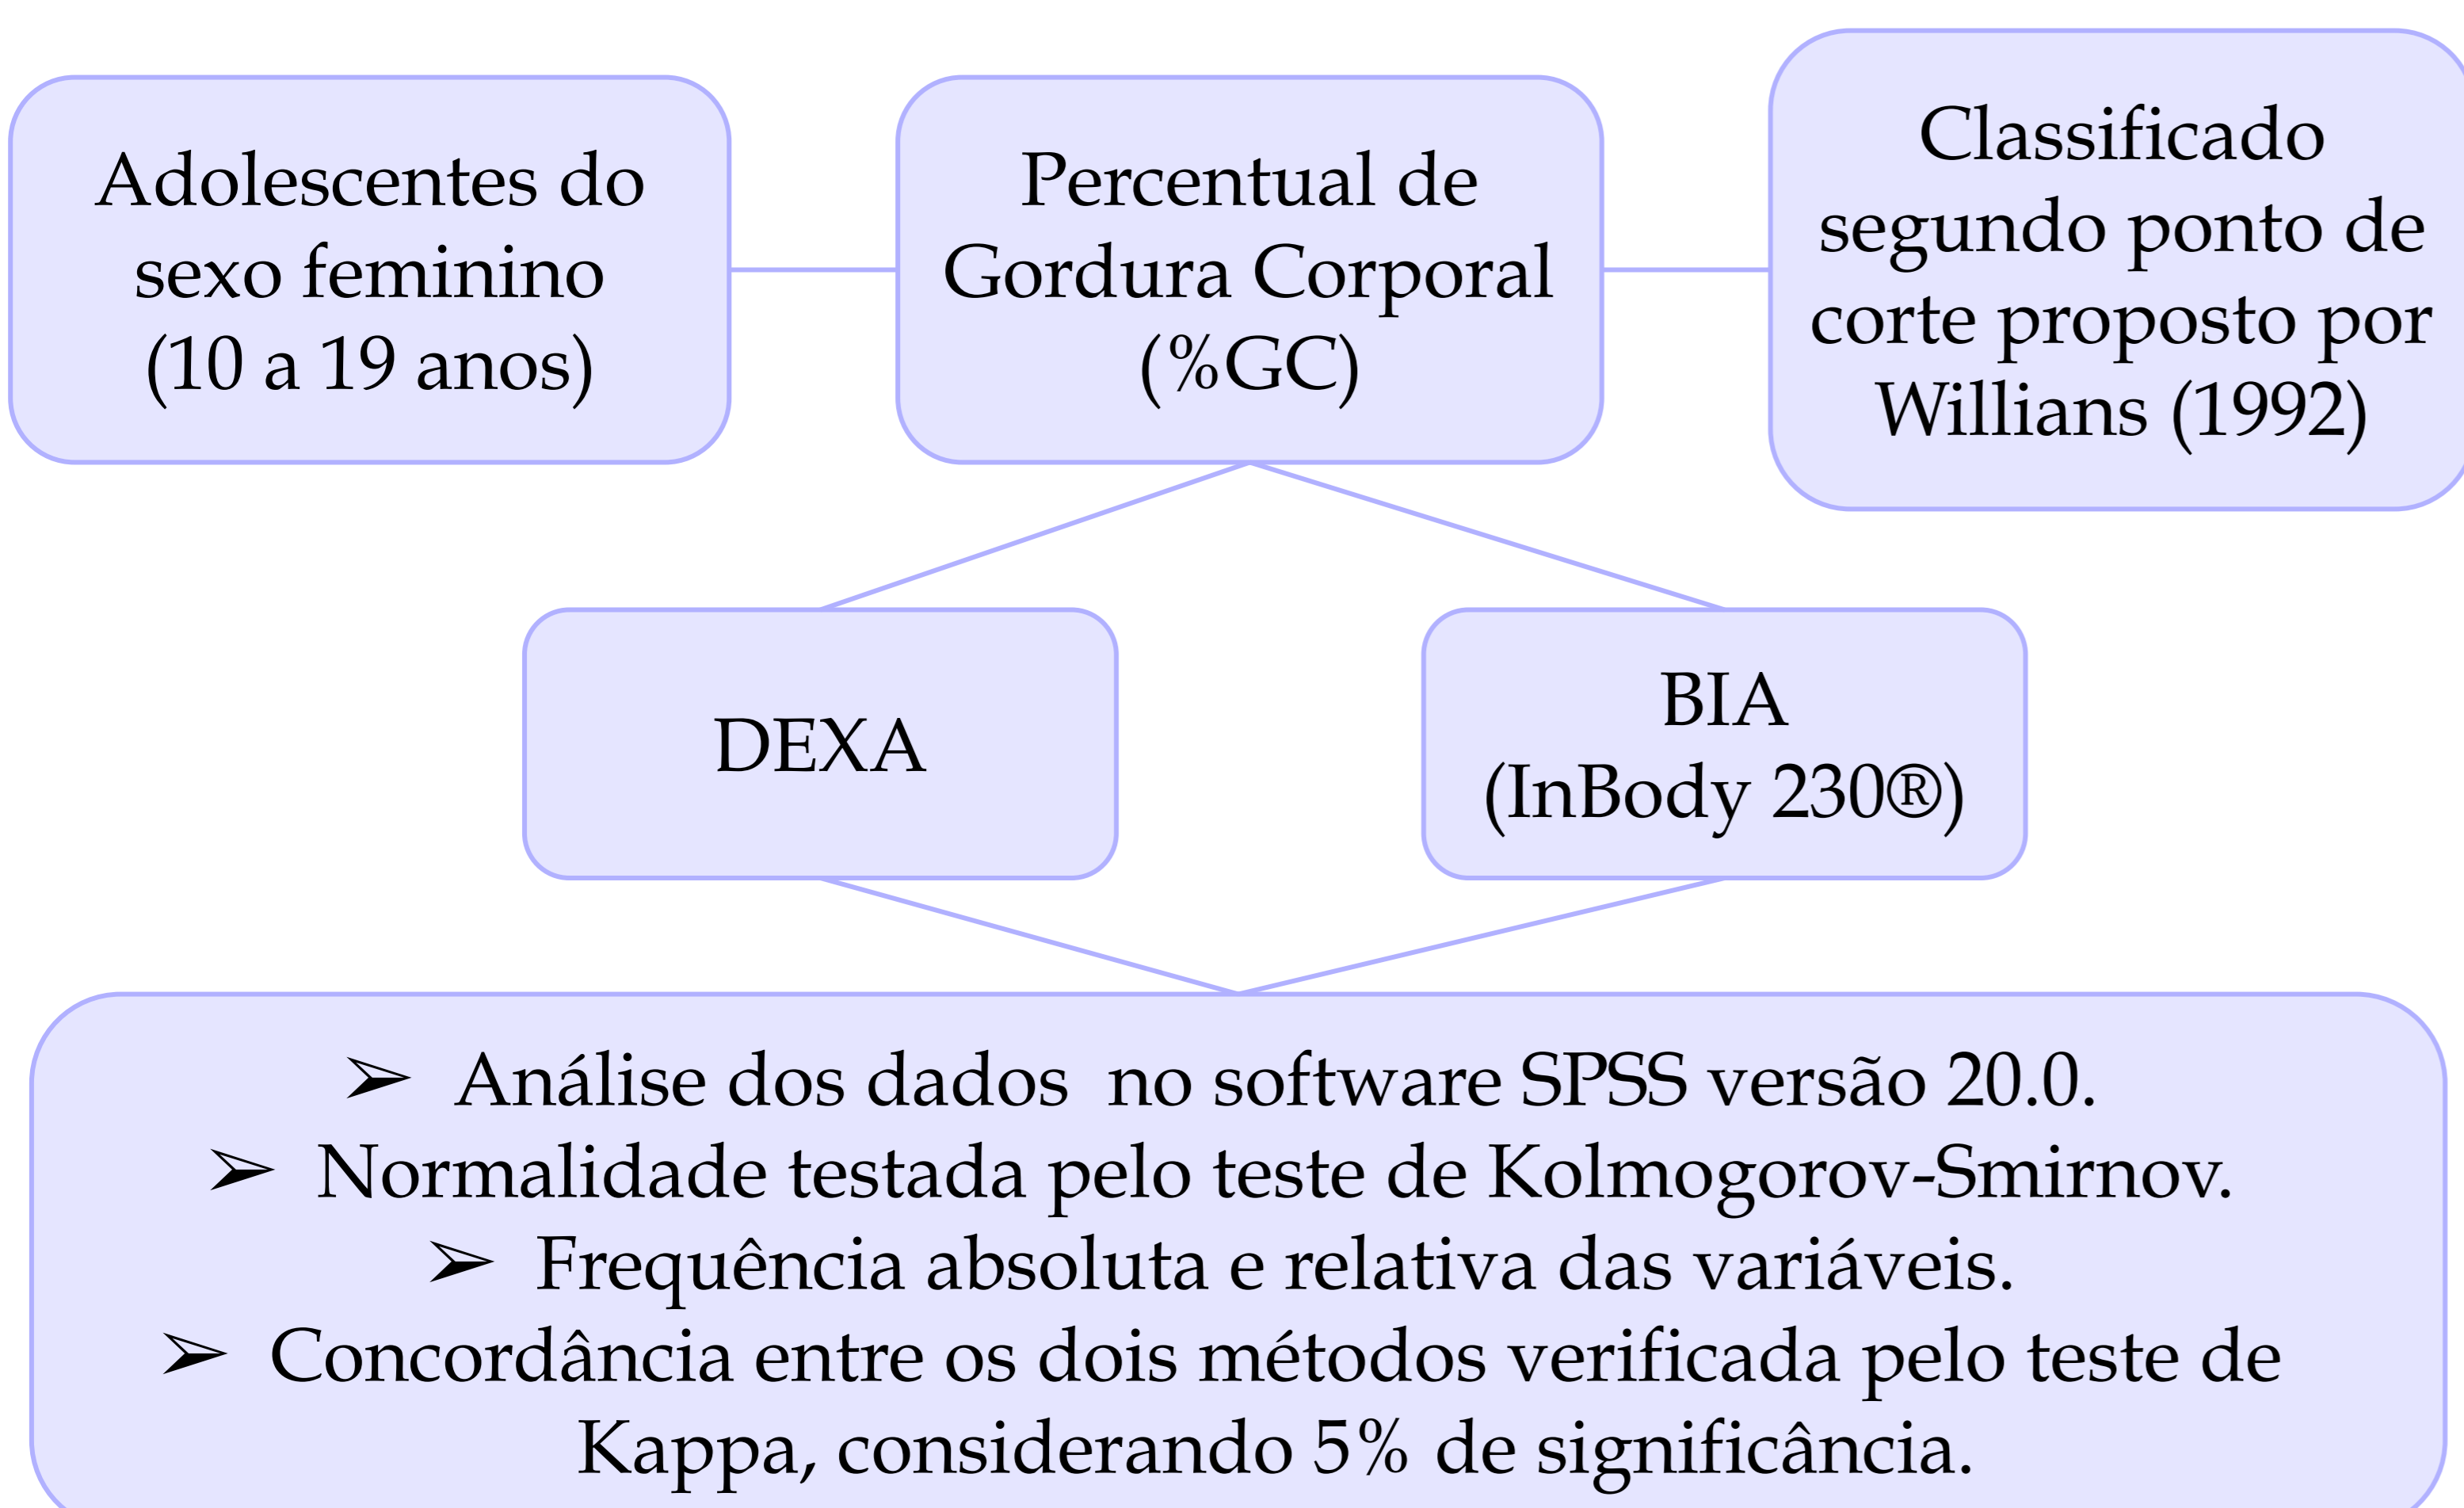 Adolescentes do
sexo feminino
(10 a 19 anos)
Percentual de
Gordura Corporal
(%GC)
Classificado
segundo ponto de
corte proposto por
Willians (1992)
DEXA
BIA
(InBody 230®)
➢ Análise dos dados no software SPSS versão 20.0.
➢ Normalidade testada pelo teste de Kolmogorov-Smirnov.
➢ Frequência absoluta e relativa das variáveis.
➢ Concordância entre os dois métodos verificada pelo teste de
Kappa, considerando 5% de significância.